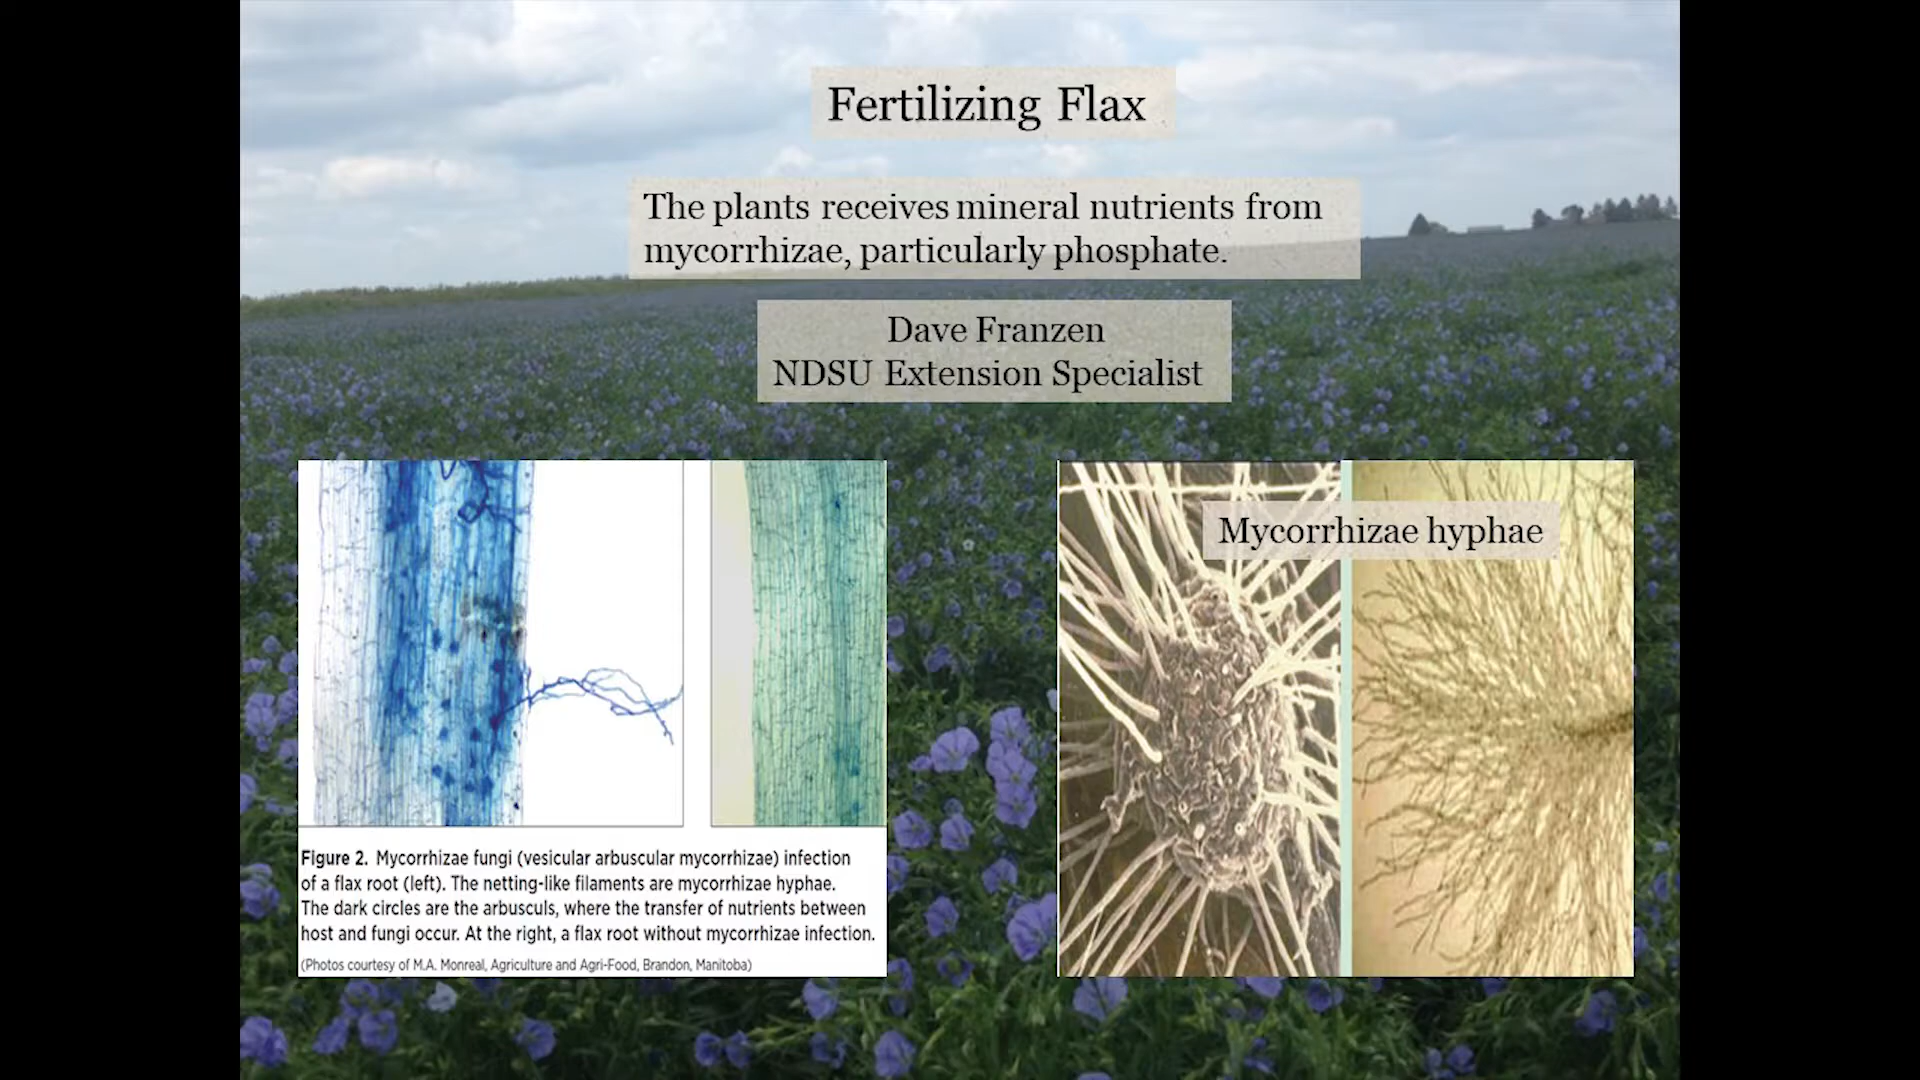 Fertilizing Flax
The plants receives mineral nutrients from
mycorrhizae, particularly phosphate.
Dave Franzen
NDSU Extension Specialist
Mycorrhizae hyphae
Figure 2. Mycorrhizae fungi (vesicular arbuscular mycorrhizae) infection
of a flax root (left). The netting-like filaments are mycorrhizae hyphae.
The dark circles are the arbusculs, where the transfer of nutrients between
host and fungi occur. At the right, a flax root without mycorrhizae infection.
(Photos courtesy of M.A. Monreal, Agriculture and Agri-Food, Brandon, Manitoba)